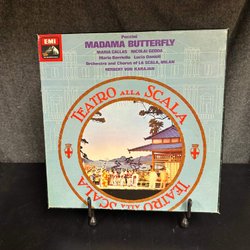 EMI
Puccini
MADAMA BUTTERFLY
MARIA CALLAS · NICOLAI GEDDA
Mario Borriello · Lucia Danieli
Orchestra and Chorus of LA SCALA, MILAN
HERBERT VON KARAJAN
TEATRO ALLA SCALA
TEATRO ALLA SCALA